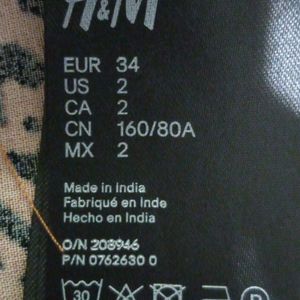 H&M
EUR 34
US 2
CA 2
CN 160/80A
MX 2
Made in India
Fabriqué en Inde
Hecho en India
O/N 208946
P/N 0762630 0
30